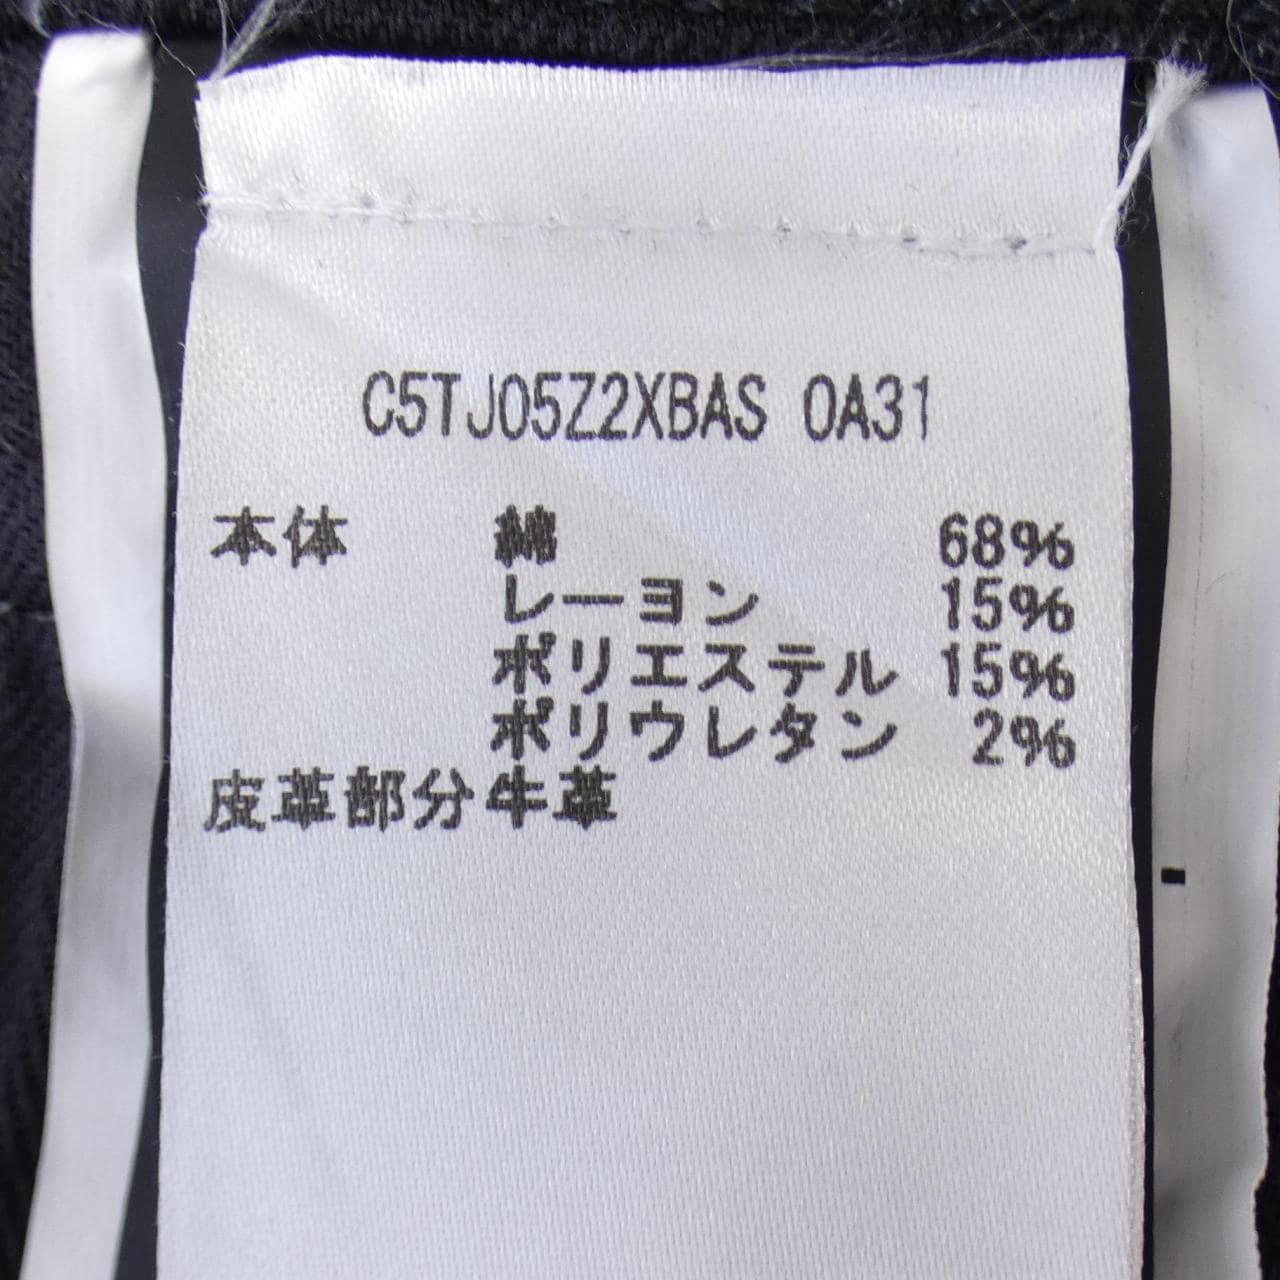 C5TJ05Z2XBAS 0A31
本体 綿 68%
レーヨン 15%
ポリエステル 15%
ポリウレタン 2%
皮革部分 牛革